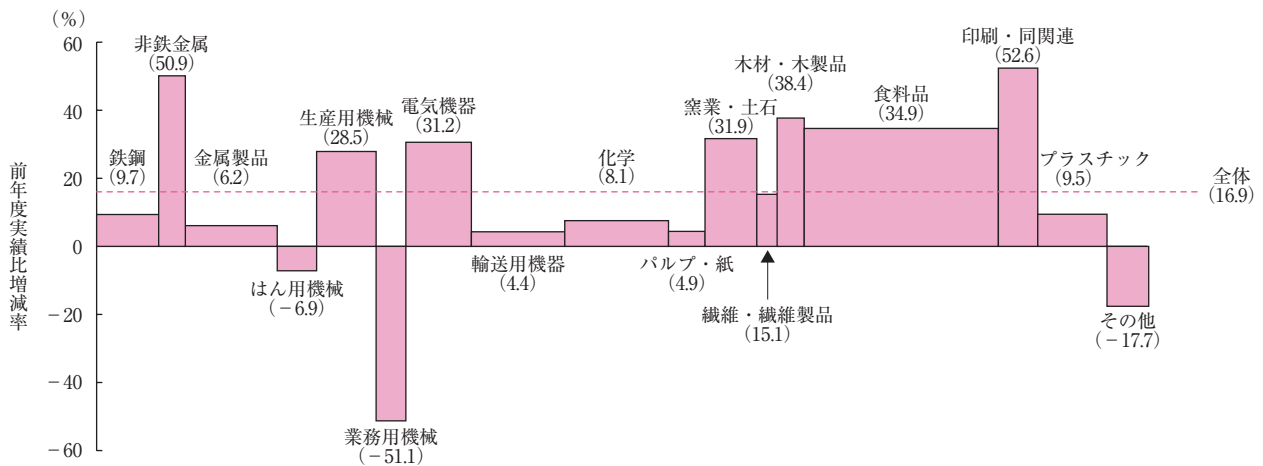 （%）
60
40
20
0
－20
－40
－60
前年度実績比増減率
鉄鋼
（9.7）
非鉄金属
（50.9）
金属製品
（6.2）
はん用機械
（－6.9）
生産用機械
（28.5）
業務用機械
（－51.1）
電気機器
（31.2）
輸送用機器
（4.4）
化学
（8.1）
パルプ・紙
（4.9）
窯業・土石
（31.9）
繊維・繊維製品
（15.1）
木材・木製品
（38.4）
食料品
（34.9）
印刷・同関連
（52.6）
プラスチック
（9.5）
その他
（－17.7）
全体
（16.9）